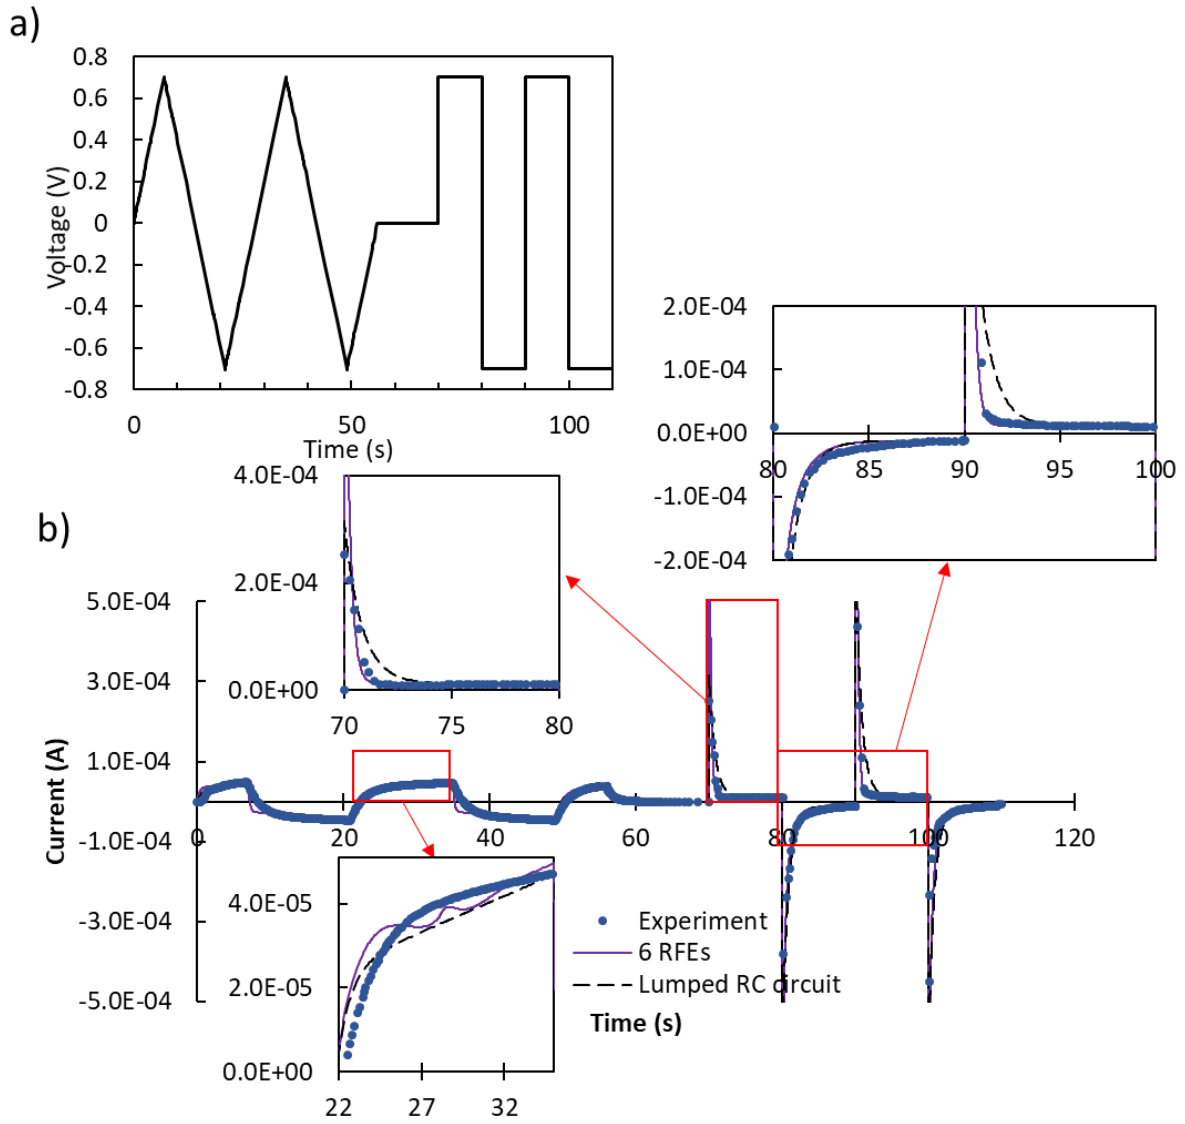 a)
0.8
0.6
0.4
0.2
0
-0.2
-0.4
-0.6
-0.8
Voltage (V)
0 50 100
Time (s)
2.0E-04
1.0E-04
0.0E+00
-1.0E-04
-2.0E-04
80 85 90 95 100
b)
4.0E-04
2.0E-04
0.0E+00
70 75 80
5.0E-04
3.0E-04
1.0E-04
-1.0E-04
-3.0E-04
-5.0E-04
Current (A)
0 20 40 60 80 100 120
4.0E-05
2.0E-05
0.0E+00
22 27 32
Experiment
6 RFEs
Lumped RC circuit
Time (s)